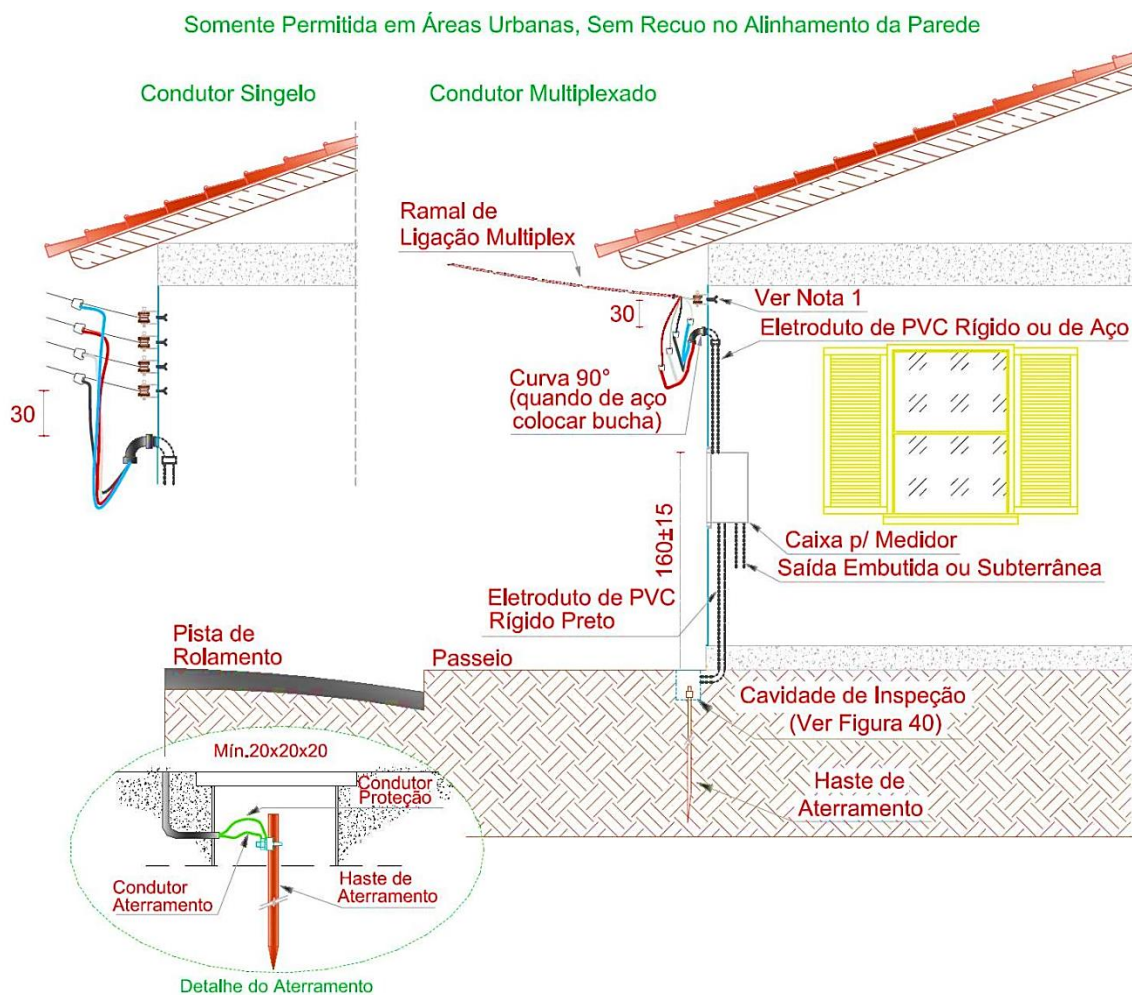 Somente Permitida em Áreas Urbanas, Sem Recuo no Alinhamento da Parede
Condutor Singelo
Condutor Multiplexado
Ramal de
Ligação Multiplex
30
Ver Nota 1
Eletroduto de PVC Rígido ou de Aço
Curva 90°
(quando de aço
colocar bucha)
30
160±15
Caixa p/ Medidor
Saída Embutida ou Subterrânea
Eletroduto de PVC
Rígido Preto
Pista de
Rolamento
Passeio
Cavidade de Inspeção
(Ver Figura 40)
Haste de
Aterramento
Mín.20x20x20
Condutor
Proteção
Condutor
Aterramento
Haste de
Aterramento
Detalhe do Aterramento